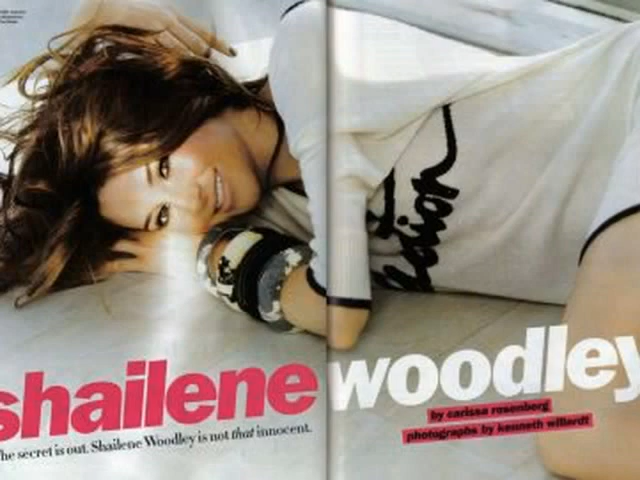 shailene woodley
The secret is out. Shailene Woodley is not that innocent.
by carissa rosenberg
photographs by kenneth willardt